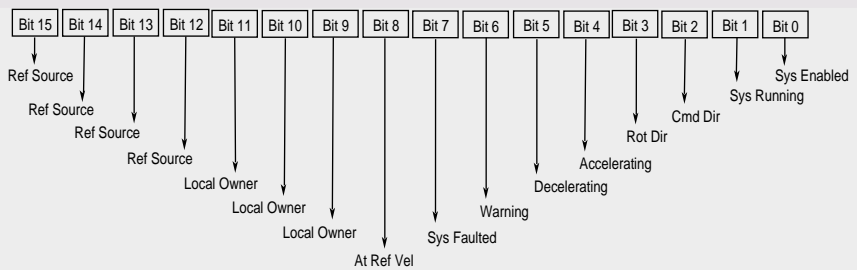 Bit 15 Bit 14 Bit 13 Bit 12 Bit 11 Bit 10 Bit 9 Bit 8 Bit 7 Bit 6 Bit 5 Bit 4 Bit 3 Bit 2 Bit 1 Bit 0
Ref Source
Ref Source
Ref Source
Ref Source
Local Owner
Local Owner
Local Owner
At Ref Vel
Sys Faulted
Warning
Decelerating
Accelerating
Rot Dir
Cmd Dir
Sys Running
Sys Enabled